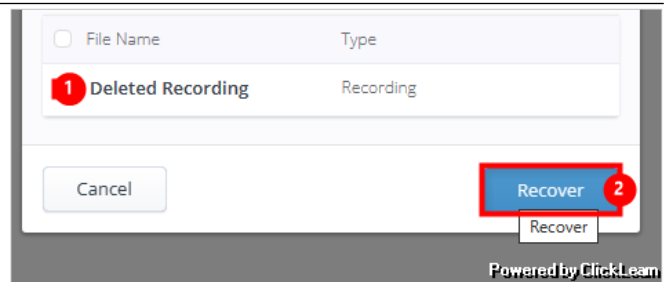 File Name Type
1 Deleted Recording Recording
Cancel Recover 2
Recover
Powered by ClickLearn